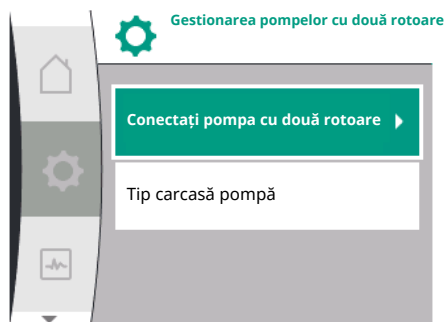 Gestionarea pompelor cu două rotoare
Conectați pompa cu două rotoare
Tip carcasă pompă